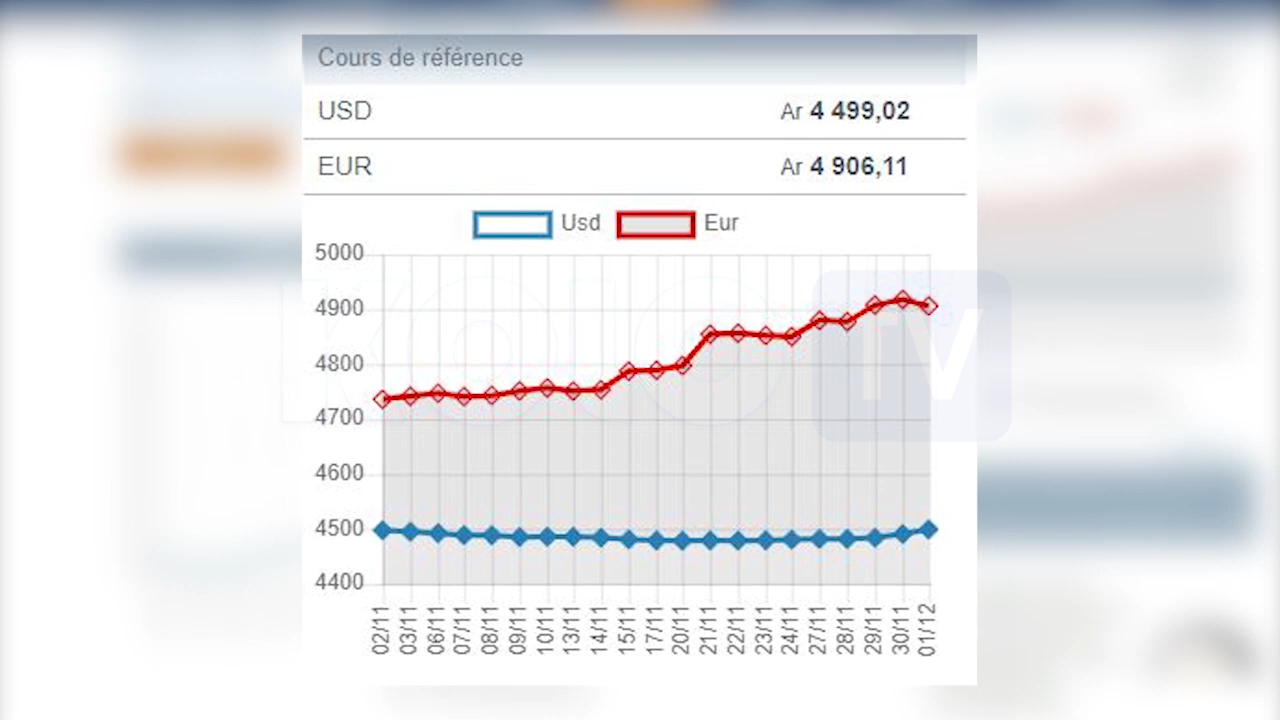 Cours de référence
USD Ar 4 499,02
EUR Ar 4 906,11
Usd Eur
5000
4900
4800
4700
4600
4500
4400
02/11 03/11 06/11 07/11 08/11 09/11 10/11 13/11 14/11 15/11 17/11 20/11 21/11 22/11 23/11 24/11 27/11 28/11 29/11 30/11 01/12
Kolo TV